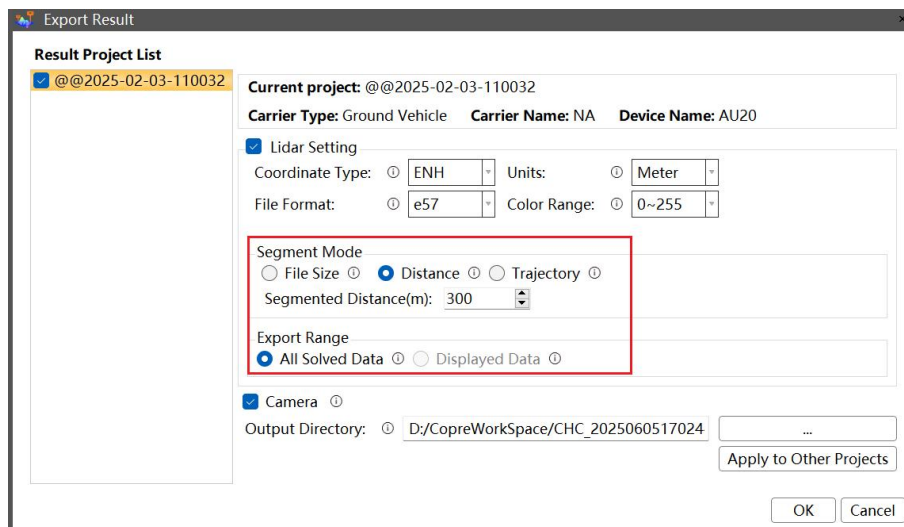 Export Result
Result Project List
@@2025-02-03-110032
Current project: @@2025-02-03-110032
Carrier Type: Ground Vehicle Carrier Name: NA Device Name: AU20
Lidar Setting
Coordinate Type: ENH Units: Meter
File Format: e57 Color Range: 0~255
Segment Mode
File Size Distance Trajectory
Segmented Distance(m): 300
Export Range
All Solved Data Displayed Data
Camera
Output Directory: D:/CopreWorkSpace/CHC_2025060517024 ...
Apply to Other Projects
OK Cancel